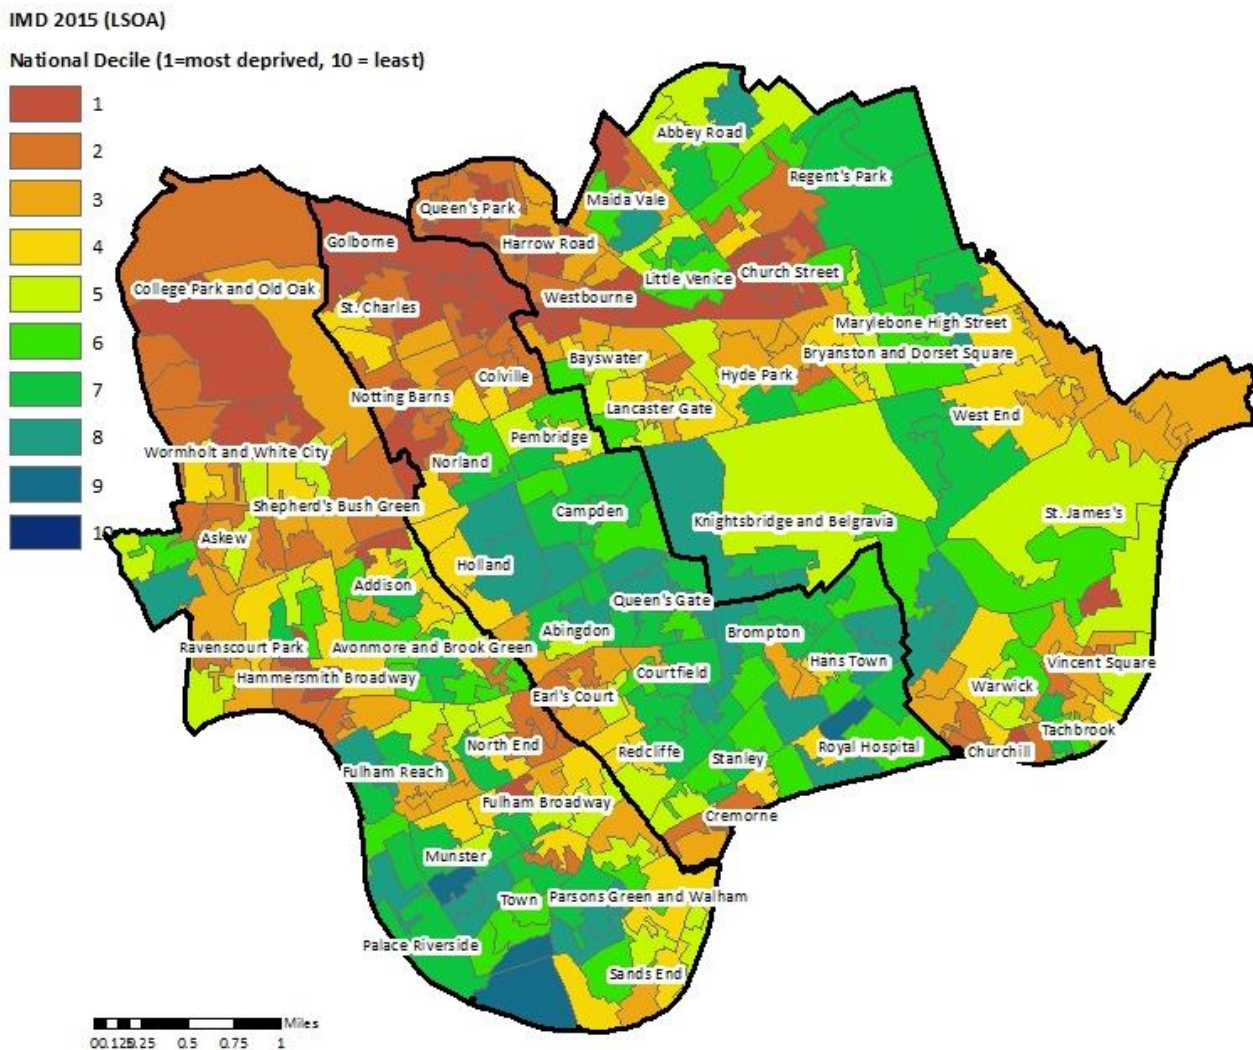 IMD 2015 (LSOA)
National Decile (1=most deprived, 10 = least)
1
2
3
4
5
6
7
8
9
10
Abbey Road
Regent's Park
Queen's Park
Maida Vale
Golborne
Harrow Road
Church Street
Little Venice
College Park and Old Oak
Westbourne
St. Charles
Marylebone High Street
Bayswater
Bryanston and Dorset Square
Colville
Hyde Park
Notting Barns
Lancaster Gate
West End
Pembridge
Wormholt and White City
Norland
Shepherd's Bush Green
Campden
St. James's
Knightsbridge and Belgravia
Askew
Holland
Addison
Queen's Gate
Abingdon
Brompton
Ravenscourt Park
Avonmore and Brook Green
Hans Town
Vincent Square
Courtfield
Hammersmith Broadway
Warwick
Earl's Court
Tachbrook
North End
Redcliffe
Royal Hospital
Churchill
Stanley
Fulham Reach
Fulham Broadway
Cremorne
Munster
Parsons Green and Walham
Town
Palace Riverside
Sands End
Miles
0 0.125 0.25 0.5 0.75 1